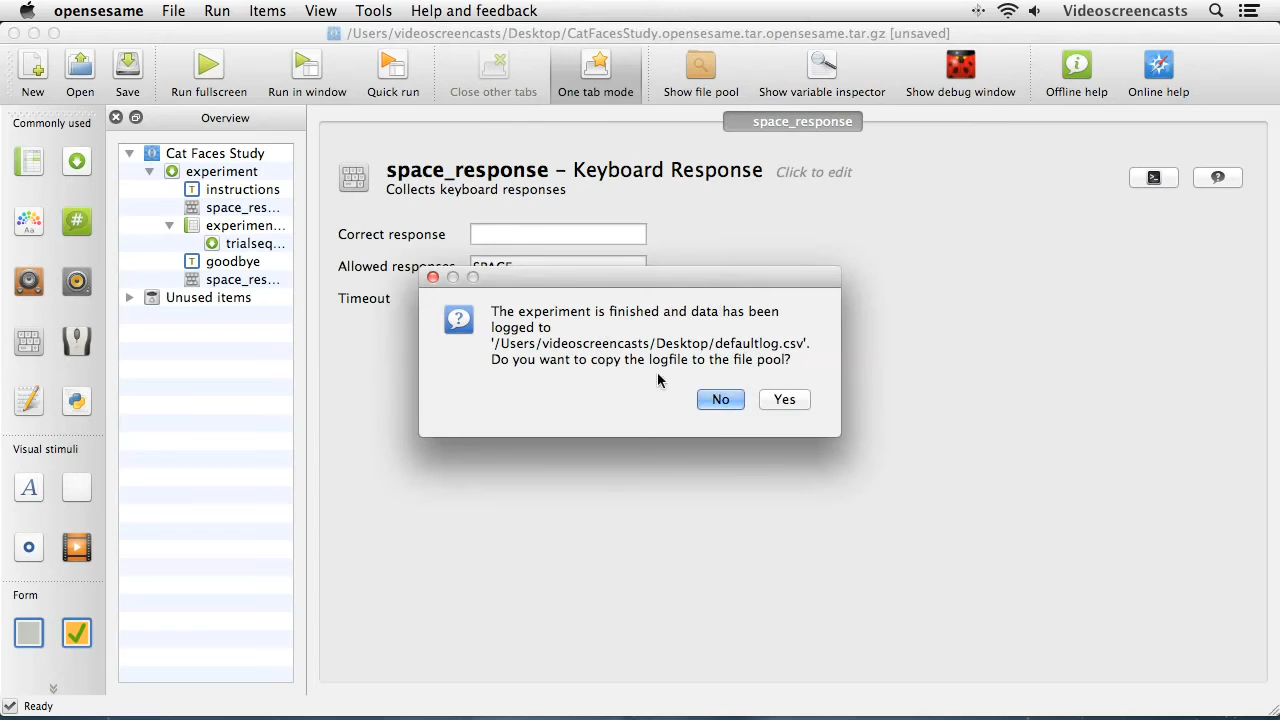 opensesame File Run Items View Tools Help and feedback Videoscreencasts
/Users/videoscreencasts/Desktop/CatFacesStudy.opensesame.tar.opensesame.tar.gz [unsaved]
New Open Save Run fullscreen Run in window Quick run Close other tabs One tab mode Show file pool Show variable inspector Show debug window Offline help Online help
Commonly used
Overview
space_response
Cat Faces Study
experiment
instructions
space_res...
experimen...
trialseq...
goodbye
space_res...
Unused items
space_response – Keyboard Response Click to edit
Collects keyboard responses
Correct response
Allowed responses SPACE
Timeout
The experiment is finished and data has been
logged to
'/Users/videoscreencasts/Desktop/defaultlog.csv'.
Do you want to copy the logfile to the file pool?
No Yes
Visual stimuli
Form
Ready